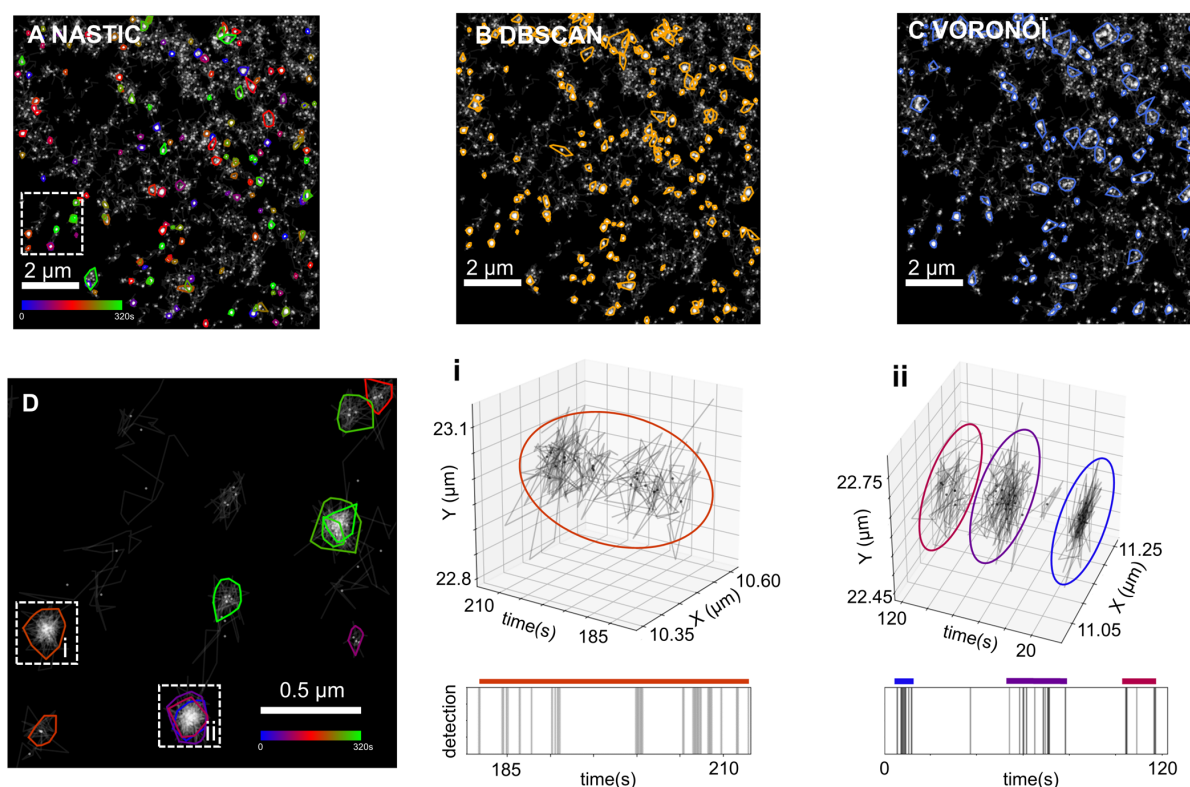 A NASTIC
B DBSCAN
C VORONOÏ
2 µm
0s
320s
2 µm
2 µm
D
i
ii
0.5 µm
0
320s
i
23.1
Y (µm)
22.8
210
time(s)
185
10.35
X (µm)
10.60
detection
185
210
time(s)
ii
22.75
Y (µm)
22.45
120
time(s)
20
11.05
X (µm)
11.25
0
time(s)
120